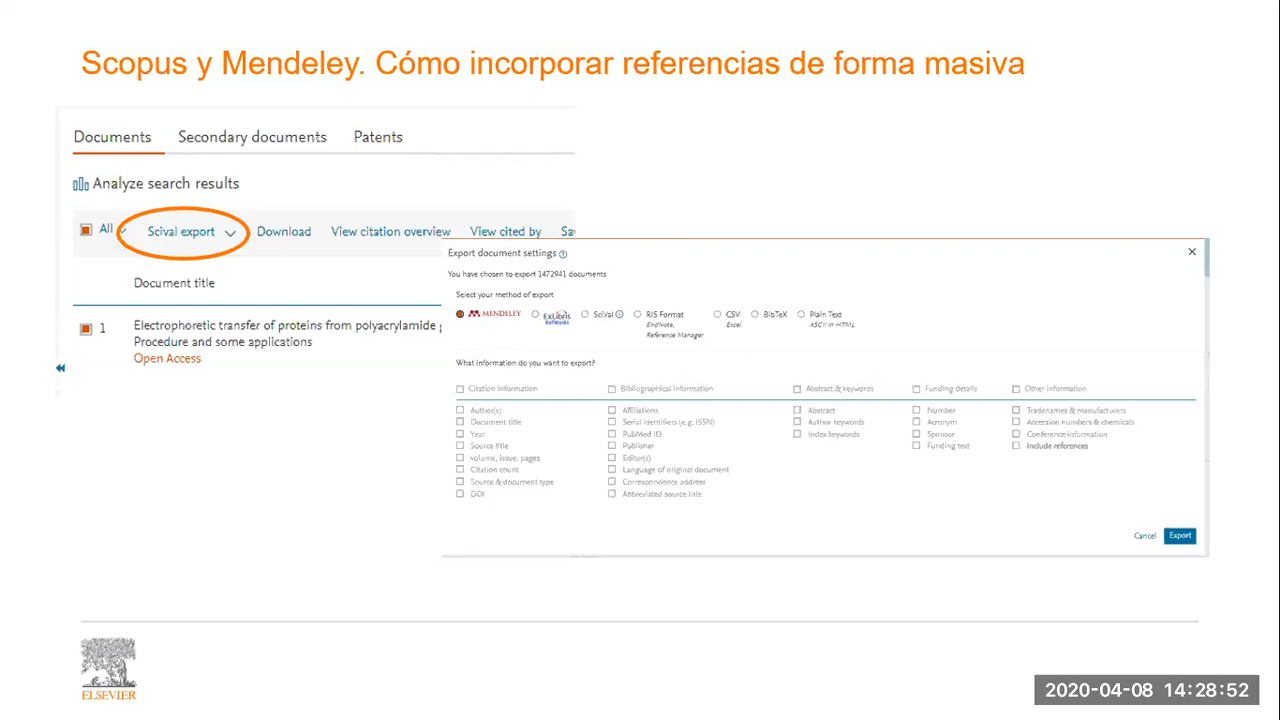 Scopus y Mendeley. Cómo incorporar referencias de forma masiva
Documents Secondary documents Patents
Analyze search results
All Scival export Download View citation overview View cited by Sa
Document title
1 Electrophoretic transfer of proteins from polyacrylamide
Procedure and some applications
Open Access
Export document settings
You have chosen to export 1472941 documents
Select your method of export
MENDELEY ExLibris RefWorks SciVal RIS Format CSV BibTeX Plain Text
EndNote, Excel ASCII in HTML
Reference Manager
What information do you want to export?
Citation information Bibliographical information Abstract & keywords Funding details Other information
Author(s) Affiliations Abstract Number Tradenames & manufacturers
Document title Serial identifiers (e.g. ISSN) Author keywords Acronym Accession numbers & chemicals
Year PubMed ID Index keywords Sponsor Conference information
Source title Publisher Funding text Include references
volume, issue, pages Editor(s)
Citation count Language of original document
Source & document type Correspondence address
DOI Abbreviated source title
Cancel Export
ELSEVIER
2020-04-08 14:28:52